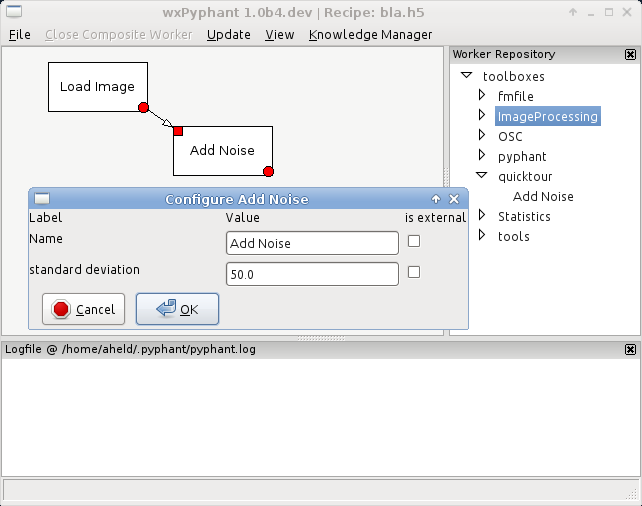 wxPyphant 1.0b4.dev | Recipe: bla.h5
File Close Composite Worker Update View Knowledge Manager
Load Image
Add Noise
Worker Repository
toolboxes
fmfile
ImageProcessing
OSC
pyphant
quicktour
Add Noise
Statistics
tools
Configure Add Noise
Label Value is external
Name Add Noise
standard deviation 50.0
Cancel OK
Logfile @ /home/aheld/.pyphant/pyphant.log